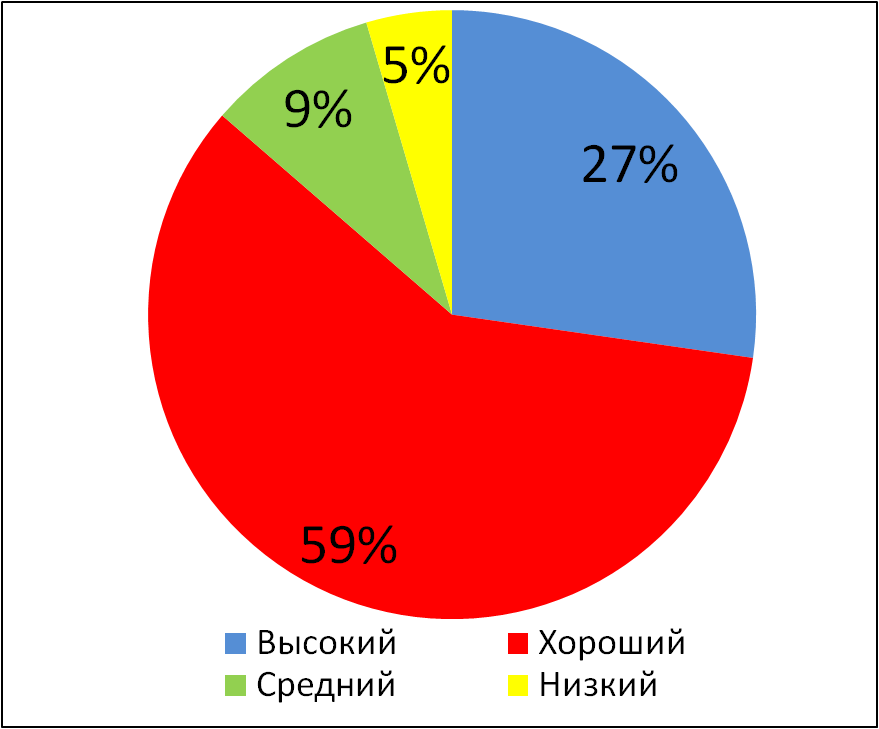 5%
9%
27%
59%
Высокий
Хороший
Средний
Низкий